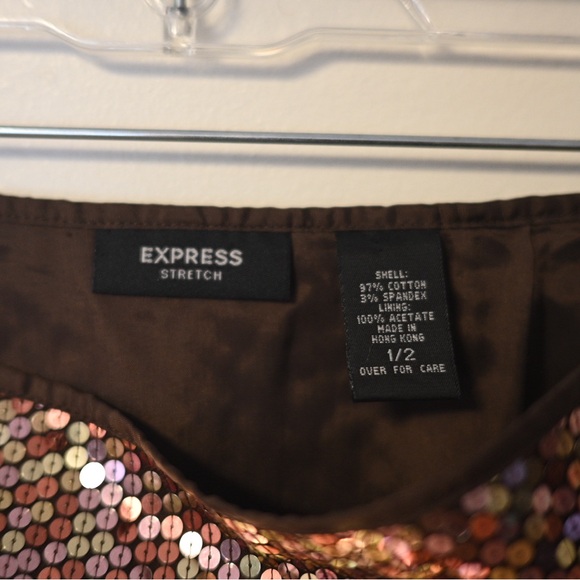 EXPRESS
STRETCH
SHELL:
97% COTTON
3% SPANDEX
LINING:
100% ACETATE
MADE IN
HONG KONG
1/2
OVER FOR CARE